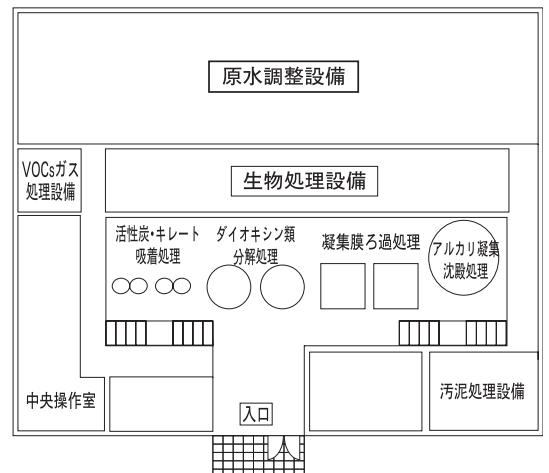 原水調整設備
VOCsガス
処理設備
生物処理設備
活性炭・キレート
吸着処理
ダイオキシン類
分解処理
凝集膜ろ過処理
アルカリ凝集
沈殿処理
中央操作室
入口
汚泥処理設備